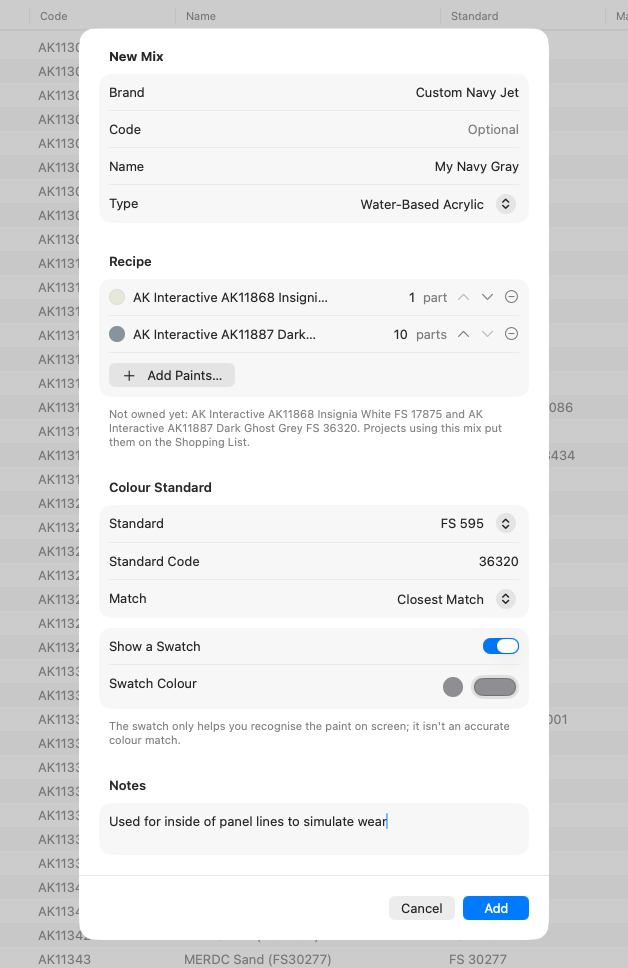 Code Name Standard Ma
New Mix
Brand Custom Navy Jet
Code Optional
Name My Navy Gray
Type Water-Based Acrylic
Recipe
AK Interactive AK11868 Insigni... 1 part
AK Interactive AK11887 Dark... 10 parts
+ Add Paints...
Not owned yet: AK Interactive AK11868 Insignia White FS 17875 and AK
Interactive AK11887 Dark Ghost Grey FS 36320. Projects using this mix put
them on the Shopping List.
Colour Standard
Standard FS 595
Standard Code 36320
Match Closest Match
Show a Swatch
Swatch Colour
The swatch only helps you recognise the paint on screen; it isn't an accurate
colour match.
Notes
Used for inside of panel lines to simulate wear
Cancel Add
AK11343 MERDC Sand (FS30277) FS 30277